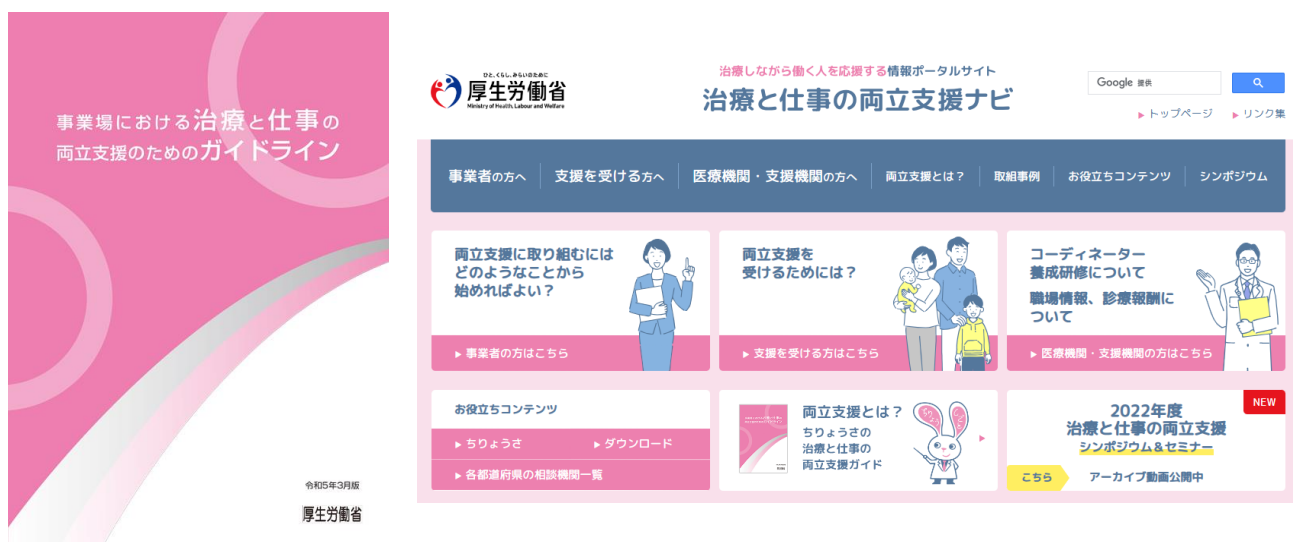 事業場における治療と仕事の
両立支援のためのガイドライン
令和5年3月版
厚生労働省
ひと、くらし、みらいのために
厚生労働省
Ministry of Health, Labour and Welfare
治療しながら働く人を応援する情報ポータルサイト
治療と仕事の両立支援ナビ
Google 提供
トップページ リンク集
事業者の方へ 支援を受ける方へ 医療機関・支援機関の方へ 両立支援とは? 取組事例 お役立ちコンテンツ シンポジウム
両立支援に取り組むには
どのようなことから
始めればよい?
▶ 事業者の方はこちら
両立支援を
受けるためには?
▶ 支援を受ける方はこちら
コーディネーター
養成研修について
職場情報、診療報酬に
ついて
▶ 医療機関・支援機関の方はこちら
お役立ちコンテンツ
▶ ちりょうさ ▶ ダウンロード
▶ 各都道府県の相談機関一覧
両立支援とは?
ちりょうさの
治療と仕事の
両立支援ガイド
NEW
2022年度
治療と仕事の両立支援
シンポジウム&セミナー
こちら アーカイブ動画公開中